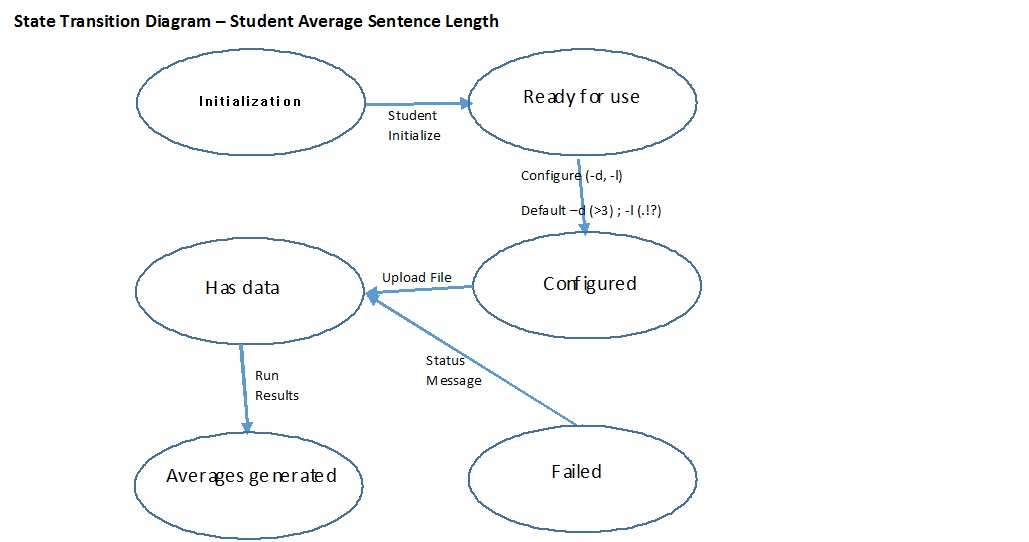 State Transition Diagram – Student Average Sentence Length
Initialization
Ready for use
Student
Initialize
Configure (-d, -l)
Default –d (>3) ; -l (.!?)
Has data
Upload File
Configured
Status
Message
Run
Results
Averages generated
Failed